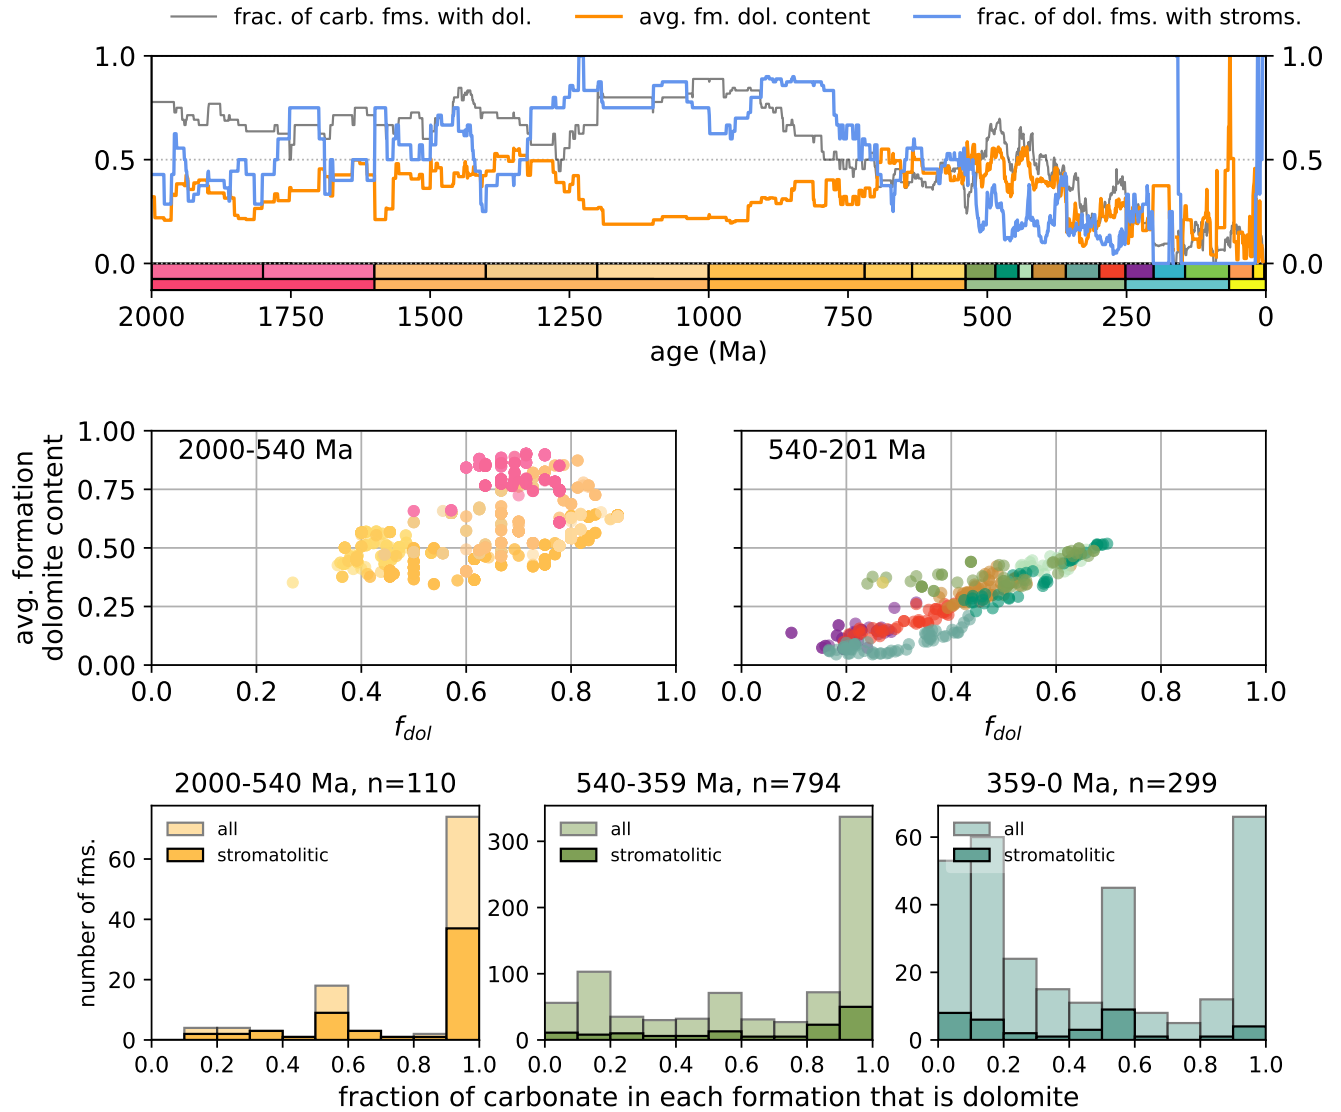 frac. of carb. fms. with dol. avg. fm. dol. content frac. of dol. fms. with stroms.
1.0 1.0
0.5 0.5
0.0 0.0
2000 1750 1500 1250 1000 750 500 250 0
age (Ma)
avg. formation
dolomite content
1.00
0.75
0.50
0.25
0.00
2000-540 Ma
0.0 0.2 0.4 0.6 0.8 1.0
f_dol
540-201 Ma
0.0 0.2 0.4 0.6 0.8 1.0
f_dol
2000-540 Ma, n=110
number of fms.
60
40
20
0
all
stromatolitic
0.0 0.2 0.4 0.6 0.8 1.0
540-359 Ma, n=794
300
200
100
0
all
stromatolitic
0.0 0.2 0.4 0.6 0.8 1.0
359-0 Ma, n=299
60
40
20
0
all
stromatolitic
0.0 0.2 0.4 0.6 0.8 1.0
fraction of carbonate in each formation that is dolomite